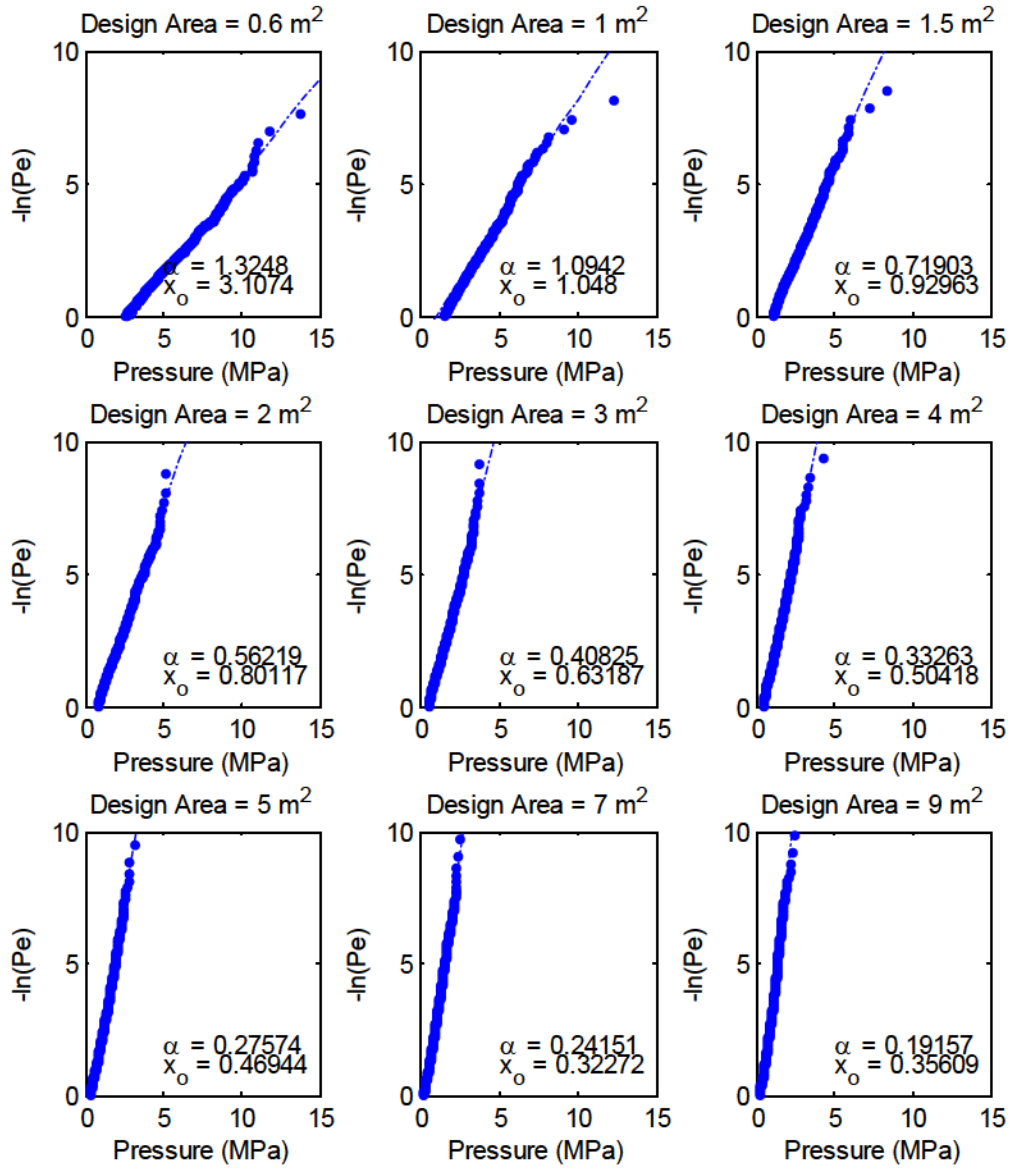 Design Area = 0.6 m²
Design Area = 1 m²
Design Area = 1.5 m²
10
5
0
-ln(Pe)
α = 1.3248
xₒ = 3.1074
0 5 10 15
Pressure (MPa)
10
5
0
-ln(Pe)
α = 1.0942
xₒ = 1.048
0 5 10 15
Pressure (MPa)
10
5
0
-ln(Pe)
α = 0.71903
xₒ = 0.92963
0 5 10 15
Pressure (MPa)
Design Area = 2 m²
Design Area = 3 m²
Design Area = 4 m²
10
5
0
-ln(Pe)
α = 0.56219
xₒ = 0.80117
0 5 10 15
Pressure (MPa)
10
5
0
-ln(Pe)
α = 0.40825
xₒ = 0.63187
0 5 10 15
Pressure (MPa)
10
5
0
-ln(Pe)
α = 0.33263
xₒ = 0.50418
0 5 10 15
Pressure (MPa)
Design Area = 5 m²
Design Area = 7 m²
Design Area = 9 m²
10
5
0
-ln(Pe)
α = 0.27574
xₒ = 0.46944
0 5 10 15
Pressure (MPa)
10
5
0
-ln(Pe)
α = 0.24151
xₒ = 0.32272
0 5 10 15
Pressure (MPa)
10
5
0
-ln(Pe)
α = 0.19157
xₒ = 0.35609
0 5 10 15
Pressure (MPa)